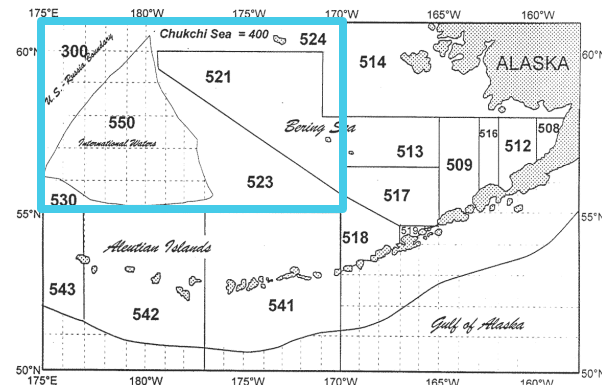 175°E 180°W 175°W 170°W 165°W 160°W
60°N
300
Chukchi Sea = 400
524
514
ALASKA
U.S. - Russia Boundary
521
550
International Waters
Bering Sea
513
509
516
512
508
523
517
530
55°N 55°N
518
519
Aleutian Islands
543
542
541
Gulf of Alaska
50°N 50°N
175°E 180°W 175°W 170°W 165°W 160°W